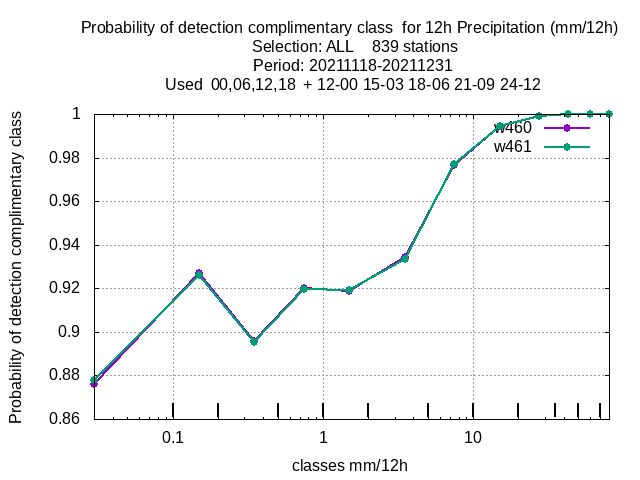 Probability of detection complimentary class for 12h Precipitation (mm/12h)
Selection: ALL 839 stations
Period: 20211118-20211231
Used 00,06,12,18 + 12-00 15-03 18-06 21-09 24-12
Probability of detection complimentary class
1
0.98
0.96
0.94
0.92
0.9
0.88
0.86
w460
w461
0.1 1 10
classes mm/12h